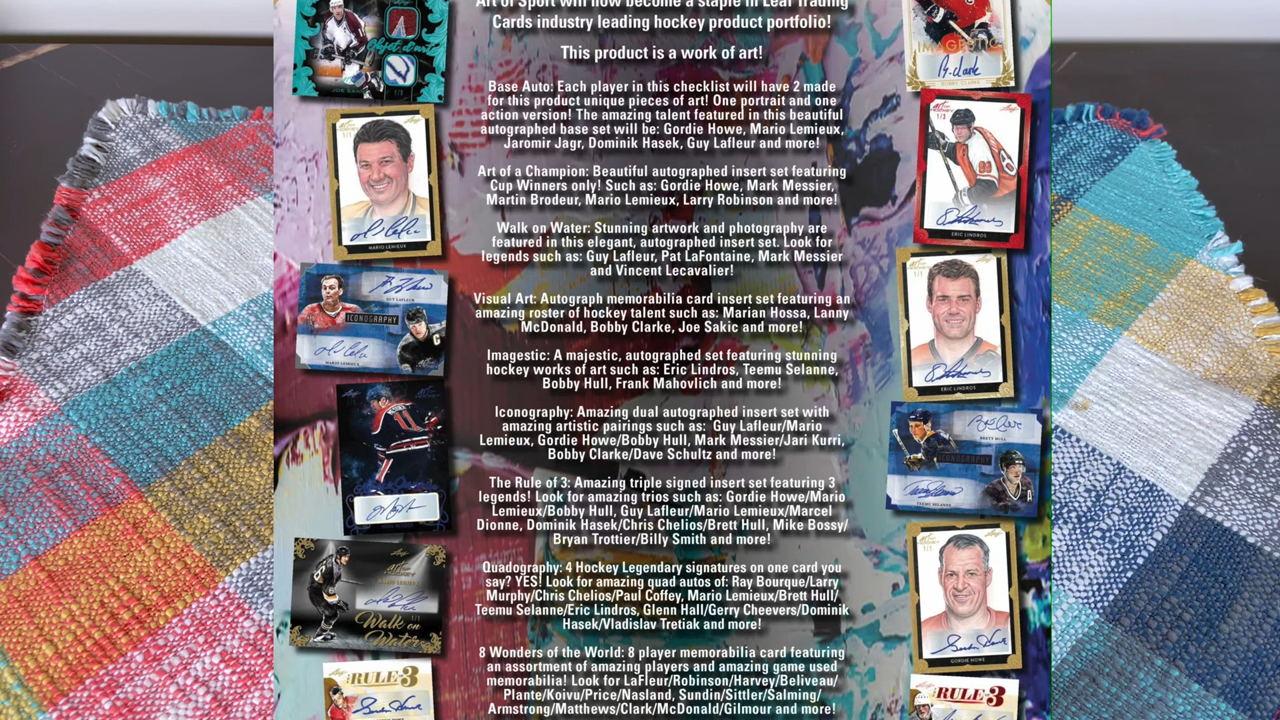 Art of Sport will now become a staple in Leaf Trading
Cards industry leading hockey product portfolio!
This product is a work of art!
Base Auto: Each player in this checklist will have 2 made
for this product unique pieces of art! One portrait and one
action version! The amazing talent featured in this beautiful
autographed base set will be: Gordie Howe, Mario Lemieux,
Jaromir Jagr, Dominik Hasek, Guy Lafleur and more!
Art of a Champion: Beautiful autographed insert set featuring
Cup Winners only! Such as: Gordie Howe, Mark Messier,
Martin Brodeur, Mario Lemieux, Larry Robinson and more!
Walk on Water: Stunning artwork and photography are
featured in this elegant autographed insert set. Look for
legends such as: Guy Lafleur, Pat LaFontaine, Mark Messier
and Vincent Lecavalier!
Visual Art: Autograph memorabilia card insert set featuring an
amazing roster of hockey talent such as: Marian Hossa, Lanny
McDonald, Bobby Clarke, Joe Sakic and more!
Imagestic: A majestic, autographed set featuring stunning
hockey works of art such as: Eric Lindros, Teemu Selanne,
Bobby Hull, Frank Mahovlich and more!
Iconography: Amazing dual autographed insert set with
amazing artistic pairings such as: Guy Lafleur/Mario
Lemieux, Gordie Howe/Bobby Hull, Mark Messier/Jari Kurri,
Bobby Clarke/Dave Schultz and more!
The Rule of 3: Amazing triple signed insert set featuring 3
legends! Look for amazing trios such as: Gordie Howe/Mario
Lemieux/Bobby Hull, Guy Lafleur/Mario Lemieux/Marcel
Dionne, Dominik Hasek/Chris Chelios/Brett Hull, Mike Bossy/
Bryan Trottier/Billy Smith and more!
Quadography: 4 Hockey Legendary signatures on one card you
say? YES! Look for amazing quad autos of: Ray Bourque/Larry
Murphy/Chris Chelios/Paul Coffey, Mario Lemieux/Brett Hull/
Teemu Selanne/Eric Lindros, Glenn Hall/Gerry Cheevers/Dominik
Hasek/Vladislav Tretiak and more!
8 Wonders of the World: 8 player memorabilia card featuring
an assortment of amazing players and amazing game used
memorabilia! Look for LaFleur/Robinson/Harvey/Beliveau/
Plante/Koivu/Price/Nasland, Sundin/Sittler/Salming/
Armstrong/Matthews/Clark/McDonald/Gilmour and more!
Objet d'art
MARIO LEMIEUX
GUY LAFLEUR
ICONOGRAPHY
MARIO LEMIEUX
Leaf
Walk on
Water
RULE OF 3
IMAGESTIC
BOBBY CLARKE
1/3
ERIC LINDROS
ERIC LINDROS
BRETT HULL
ICONOGRAPHY
TEEMU SELANNE
GORDIE HOWE
RULE OF 3